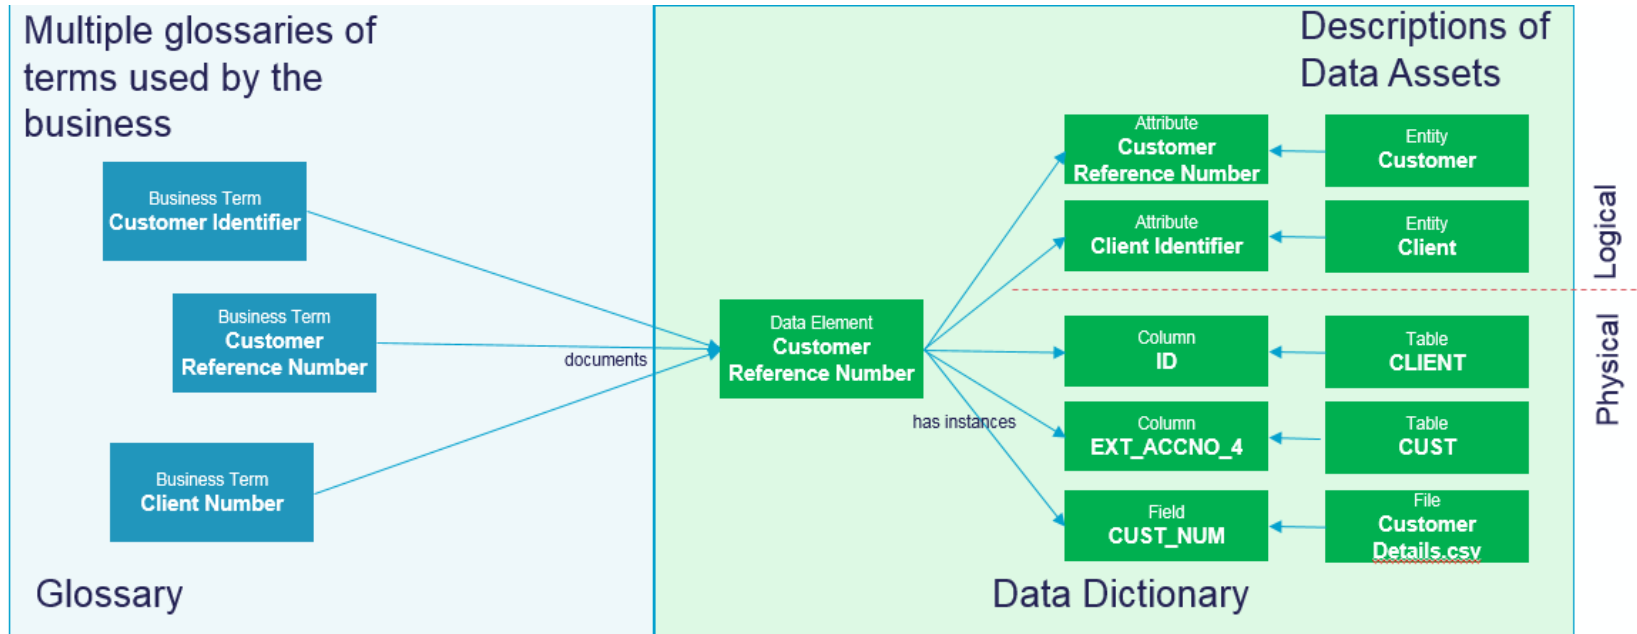 Multiple glossaries of
terms used by the
business
Business Term
Customer Identifier
Business Term
Customer
Reference Number
Business Term
Client Number
Glossary
documents
Descriptions of
Data Assets
Data Element
Customer
Reference Number
has instances
Attribute
Customer
Reference Number
Entity
Customer
Attribute
Client Identifier
Entity
Client
Column
ID
Table
CLIENT
Column
EXT_ACCNO_4
Table
CUST
Field
CUST_NUM
File
Customer
Details.csv
Data Dictionary
Logical
Physical